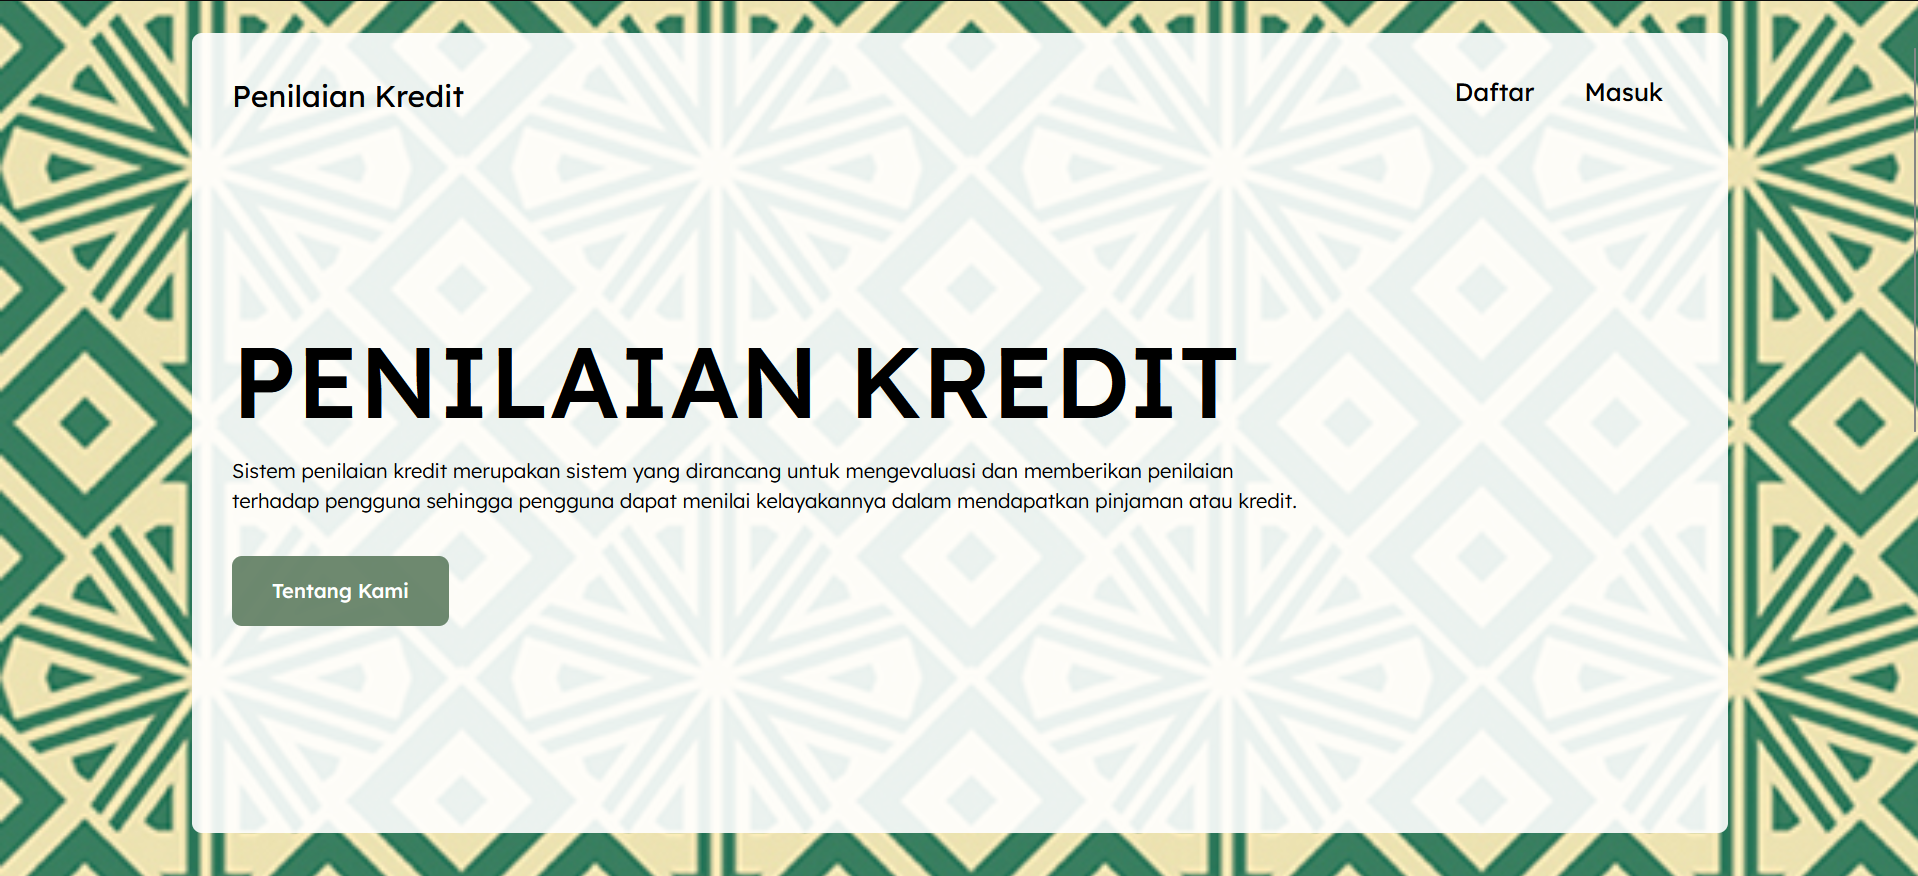 Penilaian Kredit
Daftar
Masuk
PENILAIAN KREDIT
Sistem penilaian kredit merupakan sistem yang dirancang untuk mengevaluasi dan memberikan penilaian
terhadap pengguna sehingga pengguna dapat menilai kelayakannya dalam mendapatkan pinjaman atau kredit.
Tentang Kami